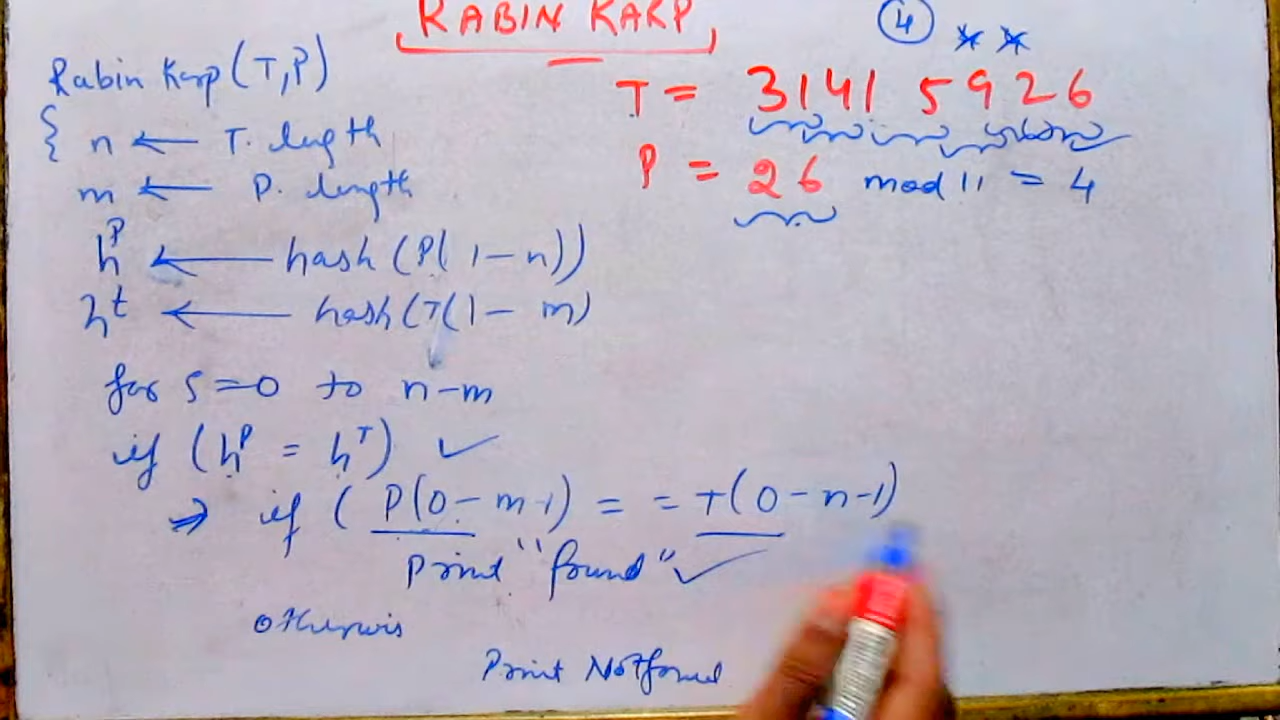 RABIN KARP
4 * *
Rabin Karp (T,P)
T = 3141 5926
{ n ← T. length
P = 26 mod 11 = 4
m ← P. length
h^P ← hash (P( 1-n))
h^t ← hash(T(1- m)
for s=0 to n-m
if (h^P = h^T) ✓
⇒ if ( P(0-m-1) == T(0-n-1)
Print "found" ✓
otherwis
Print Notfound